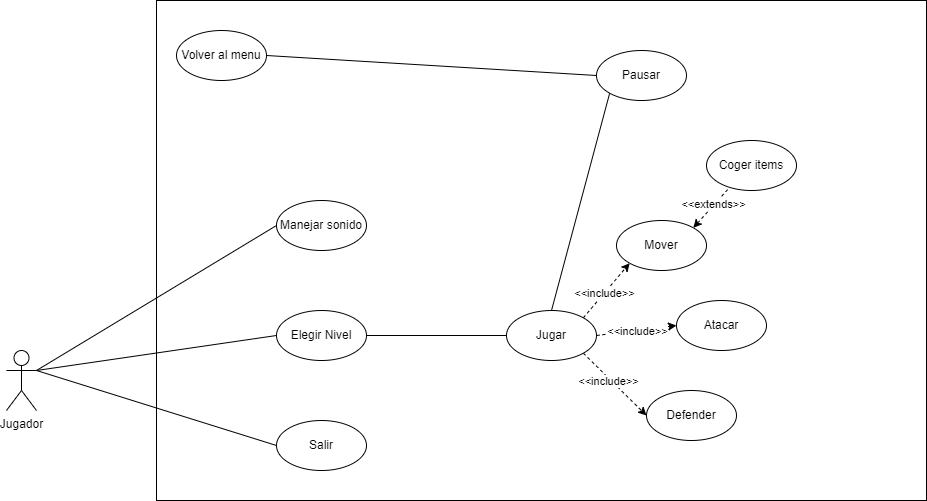 Volver al menu
Pausar
Coger items
<<extends>>
Manejar sonido
Mover
<<include>>
Elegir Nivel
Jugar
<<include>>
Atacar
<<include>>
Defender
Jugador
Salir